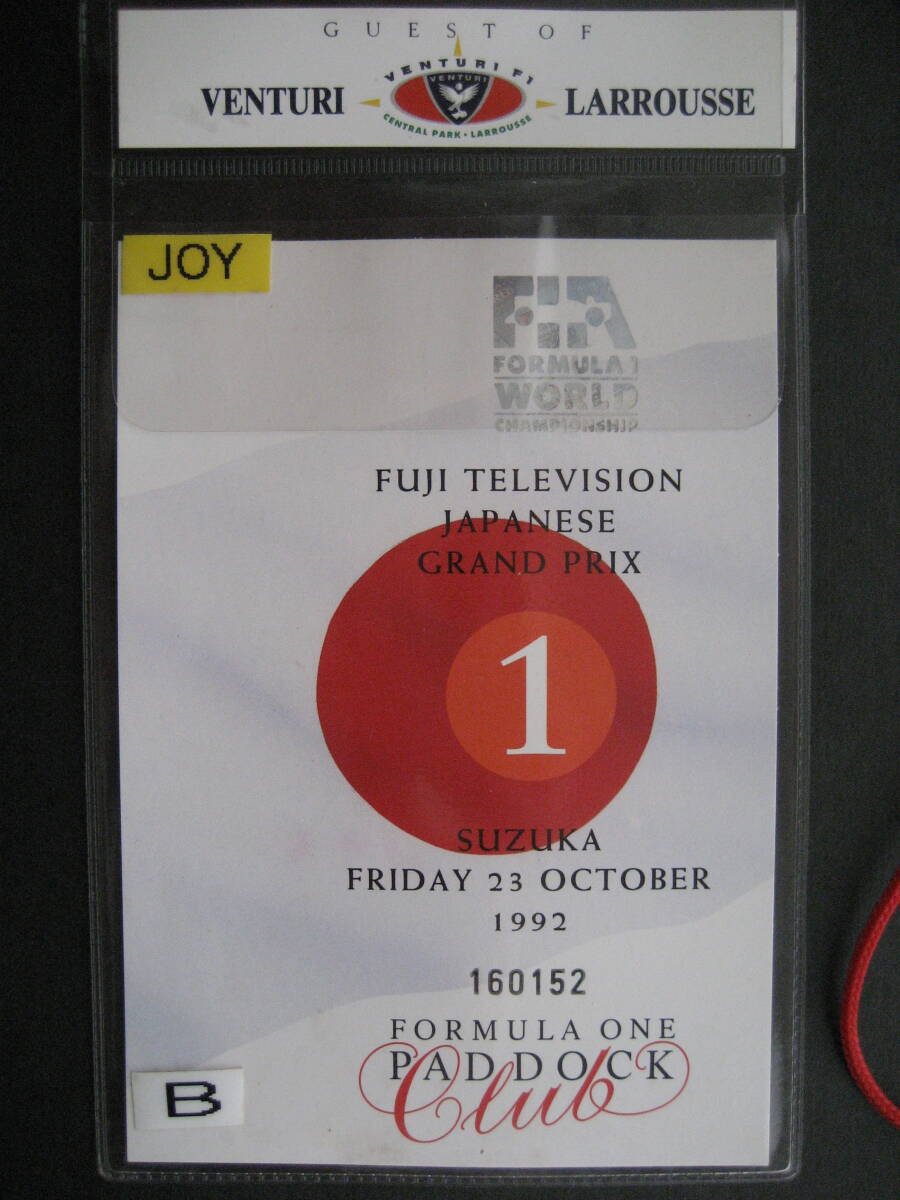 GUEST OF
VENTURI
VENTURI F1
VENTURI
CENTRAL PARK • LARROUSSE
LARROUSSE
JOY
FIA
FORMULA 1
WORLD
CHAMPIONSHIP
FUJI TELEVISION
JAPANESE
GRAND PRIX
1
SUZUKA
FRIDAY 23 OCTOBER
1992
160152
FORMULA ONE
PADDOCK
Club
B